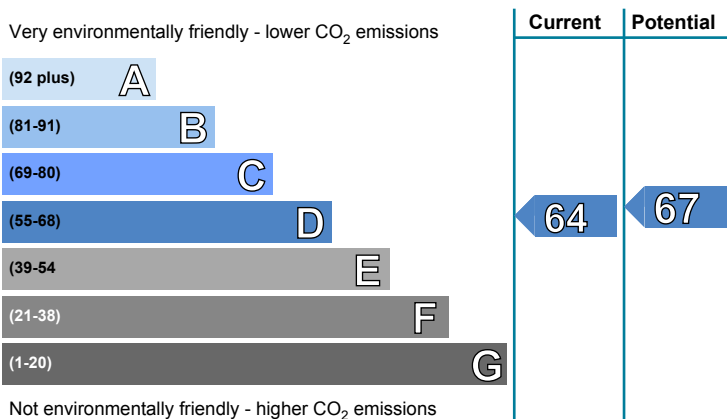 Very environmentally friendly - lower CO2 emissions
Current
Potential
(92 plus) A
(81-91) B
(69-80) C
(55-68) D
(39-54 E
(21-38) F
(1-20) G
64
67
Not environmentally friendly - higher CO2 emissions